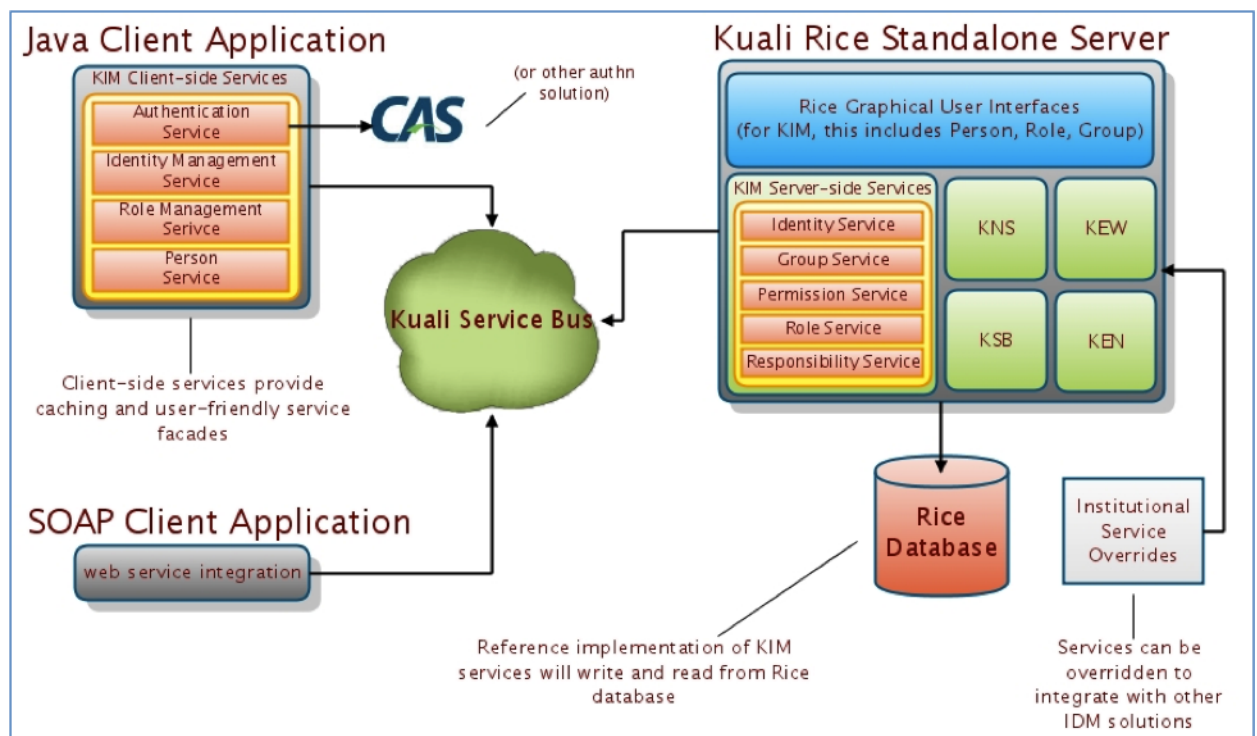 Java Client Application
KIM Client-side Services
Authentication
Service
Identity Management
Service
Role Management
Serivce
Person
Service
CAS
(or other authn
solution)
Client-side services provide
caching and user-friendly service
facades
SOAP Client Application
web service integration
Kuali Service Bus
Kuali Rice Standalone Server
Rice Graphical User Interfaces
(for KIM, this includes Person, Role, Group)
KIM Server-side Services
Identity Service
Group Service
Permission Service
Role Service
Responsibility Service
KNS
KEW
KSB
KEN
Rice
Database
Reference implementation of KIM
services will write and read from Rice
database
Institutional
Service
Overrides
Services can be
overridden to
integrate with other
IDM solutions